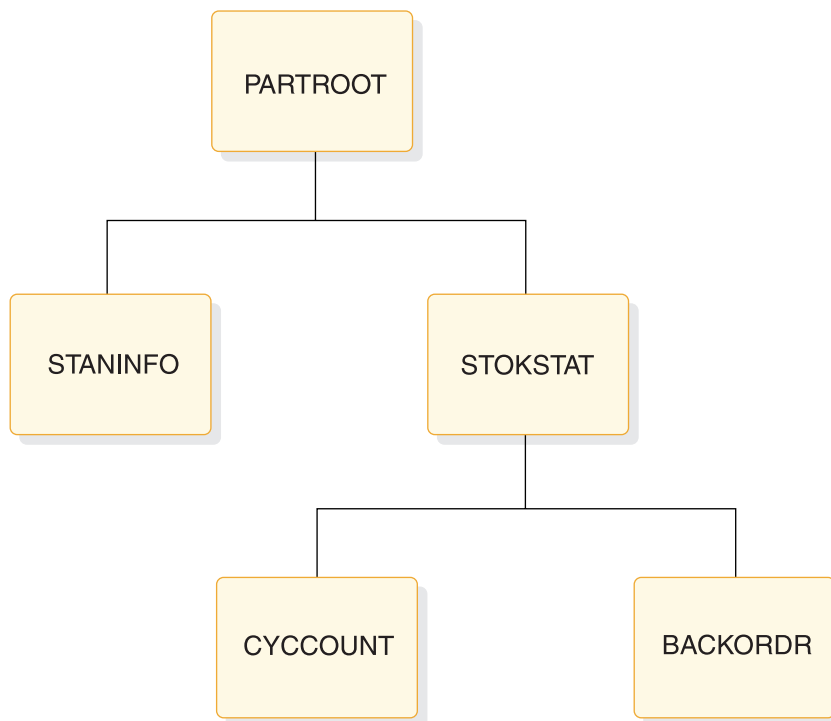 PARTROOT
STANINFO
STOKSTAT
CYCCOUNT
BACKORDR